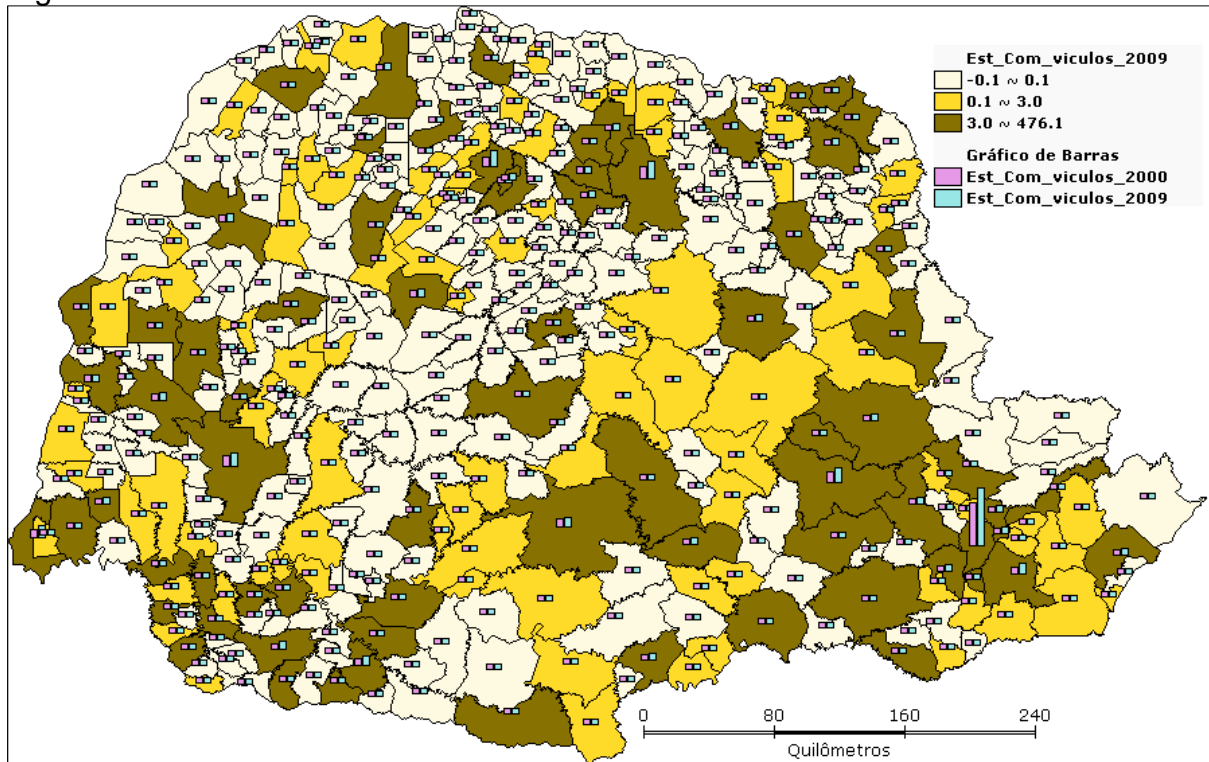 Est_Com_viculos_2009
-0.1 ~ 0.1
0.1 ~ 3.0
3.0 ~ 476.1
Gráfico de Barras
Est_Com_viculos_2000
Est_Com_viculos_2009
0 80 160 240
Quilômetros